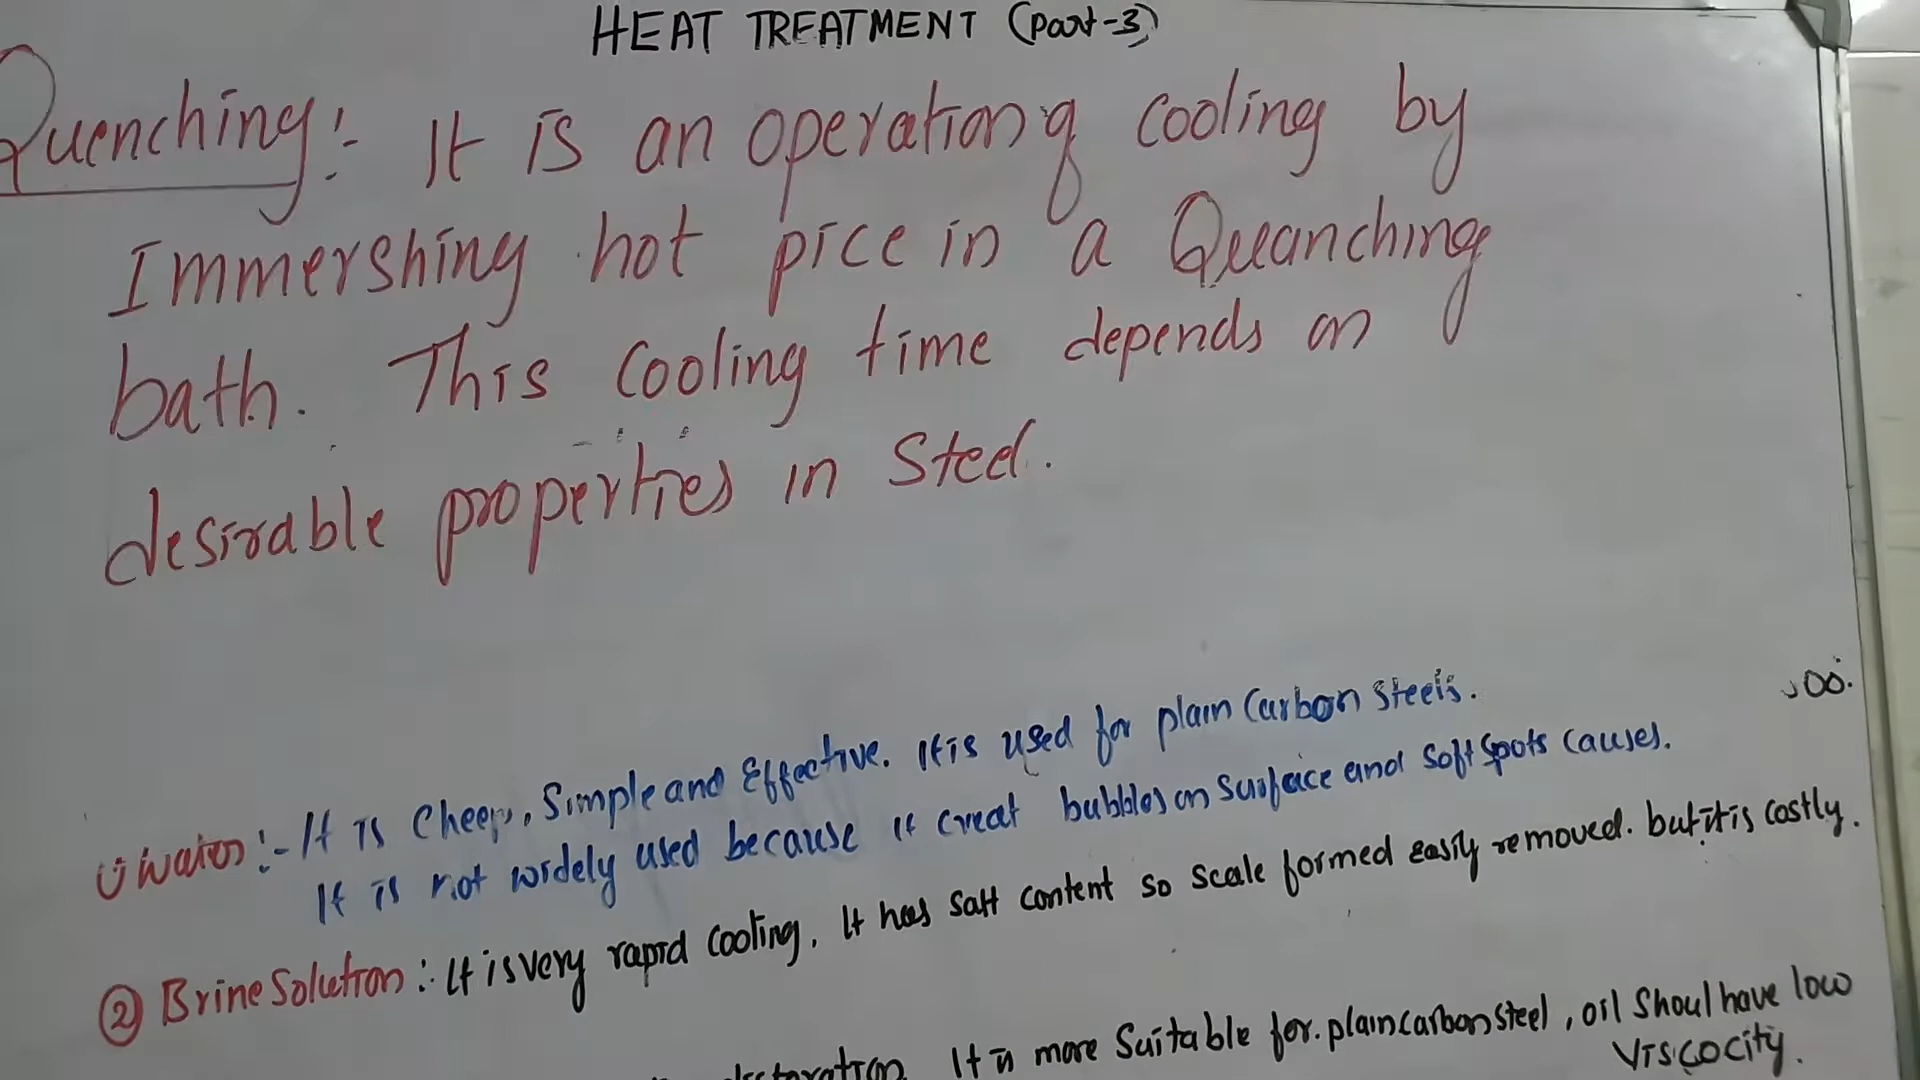 HEAT TREATMENT (part-3)
Quenching:- It is an operation of cooling by
Immershing hot pice in a Quanching
bath. This cooling time depends on
desirable properties in Steel.
It is Cheep, Simple and Effective. It is used for plain Carbon Steels.
① Water:-
It is not widely used because it creat bubbles on Surface and Soft Spots Causes.
② Brine Solution: It is very rapid Cooling. It has Salt Content So Scale formed easily removed. but it is Costly.
It is more Suitable for. plain carbon steel, oil Shoul have low
VISCOCITY.